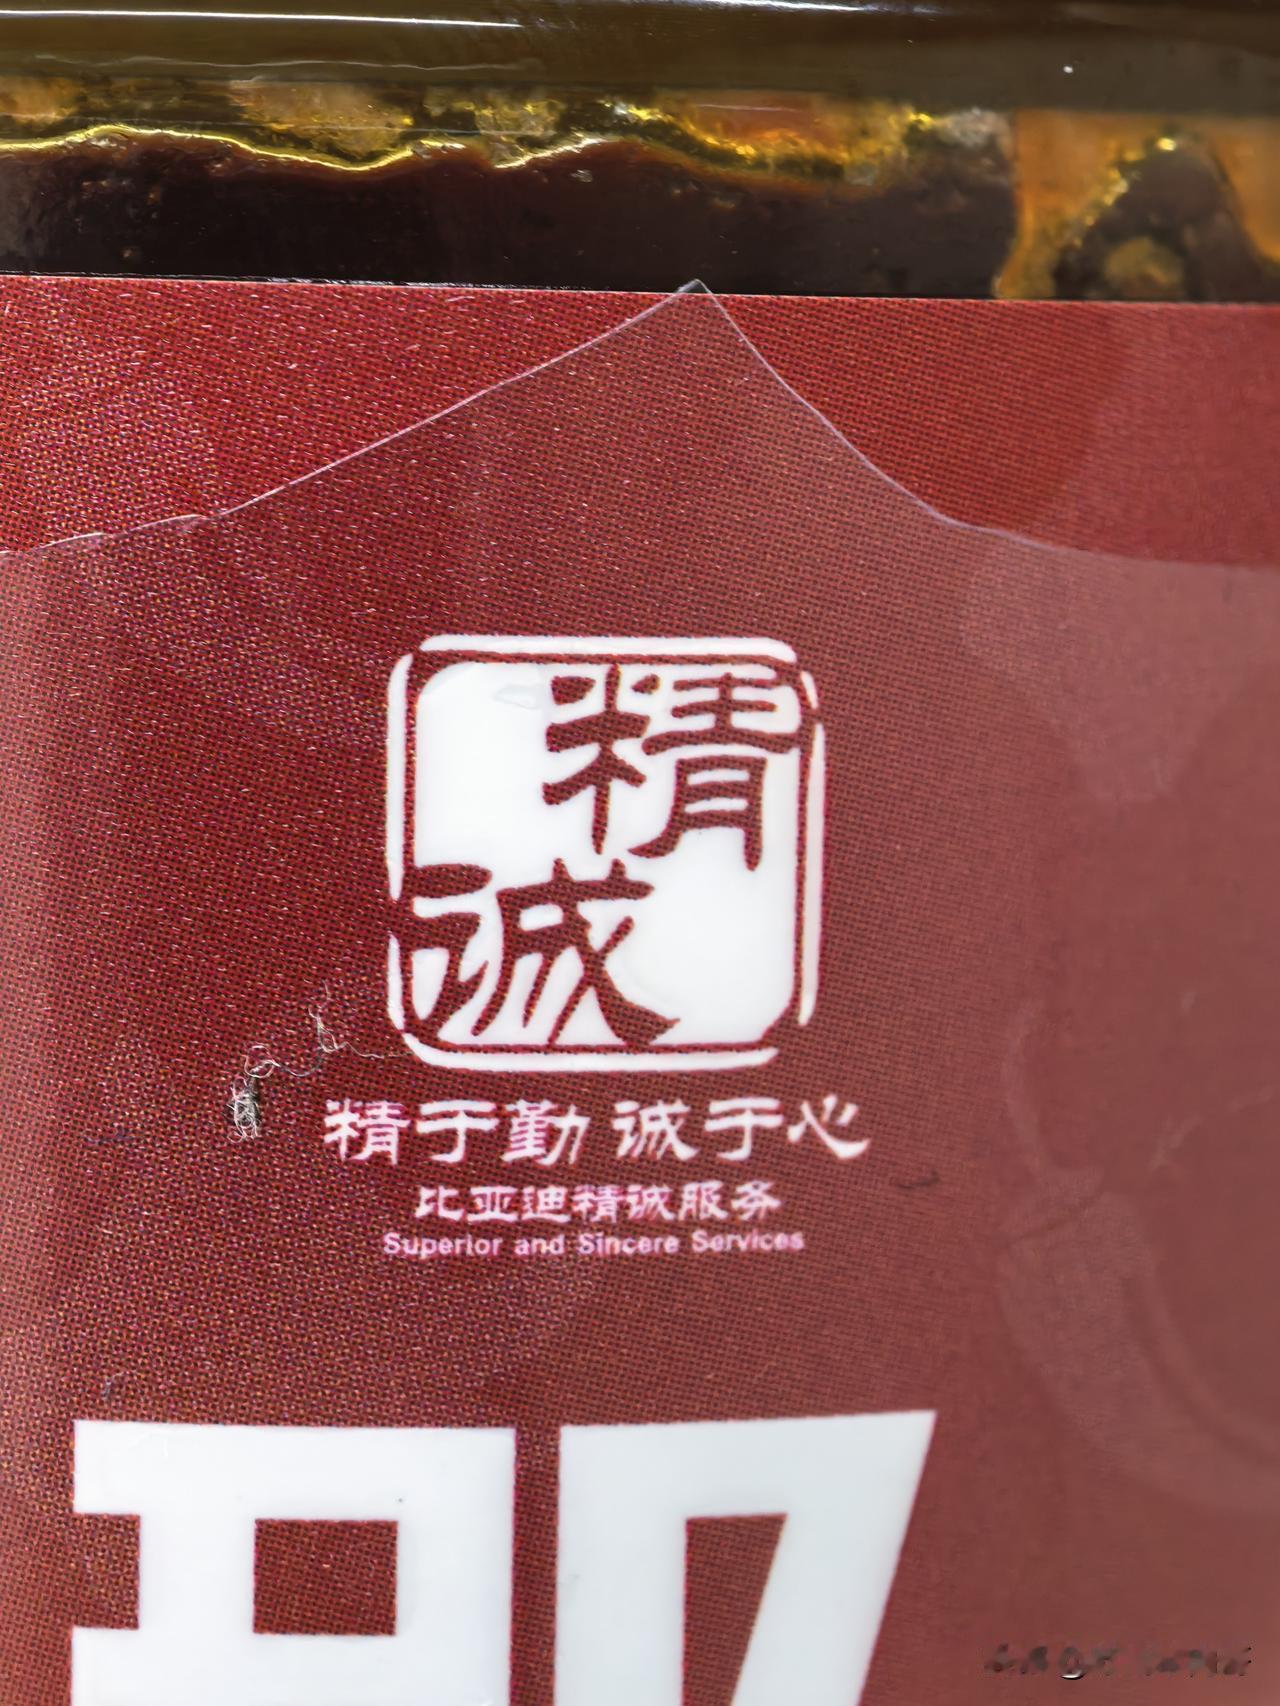 精
诚
精于勤 诚于心
比亚迪精诚服务
Superior and Sincere Services